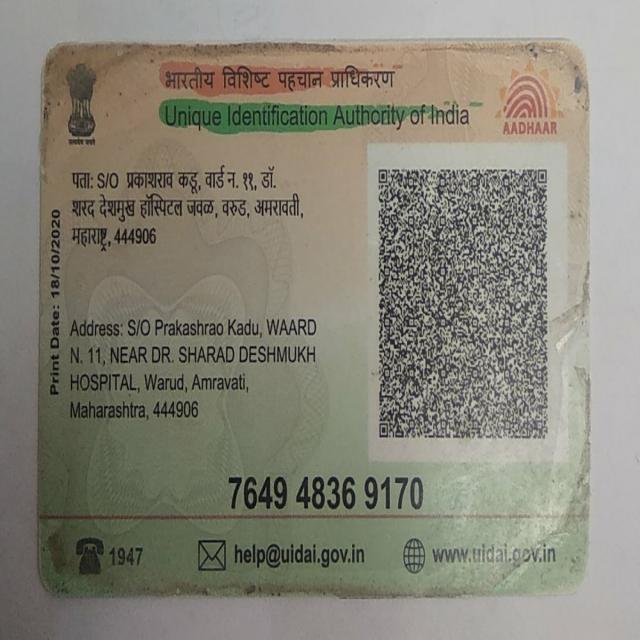 भारतीय विशिष्ट पहचान प्राधिकरण
Unique Identification Authority of India
सत्यमेव जयते
AADHAAR
पता: S/O प्रकाशराव कडू, वार्ड न. ११, डॉ.
शरद देशमुख हॉस्पिटल जवळ, वरुड, अमरावती,
महाराष्ट्र, 444906
Print Date: 18/10/2020
Address: S/O Prakashrao Kadu, WAARD
N. 11, NEAR DR. SHARAD DESHMUKH
HOSPITAL, Warud, Amravati,
Maharashtra, 444906
7649 4836 9170
1947
help@uidai.gov.in
www.uidai.gov.in